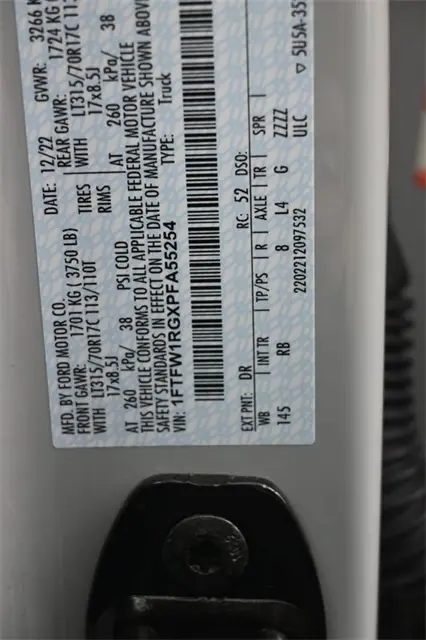 MFD. BY FORD MOTOR CO.
DATE: 12/22 GVWR: 3266 K
FRONT GAWR: 1701 KG ( 3750 LB) REAR GAWR: 1724 KG (
WITH LT315/70R17C 113/110T TIRES WITH LT315/70R17C 113
17x8.5J RIMS 17x8.5J
AT 260 kPa/ 38 PSI COLD AT 260 kPa/ 38
THIS VEHICLE CONFORMS TO ALL APPLICABLE FEDERAL MOTOR VEHICLE
SAFETY STANDARDS IN EFFECT ON THE DATE OF MANUFACTURE SHOWN ABOVE
VIN: 1FTFW1RGXPFA55254 TYPE: Truck
EXT PNT: DR RC: 52 DSO:
WB INT TR TP/PS R AXLE TR SPR
145 RB 8 L4 G ZZZZ
2202212097532 ULC
5U5A-35